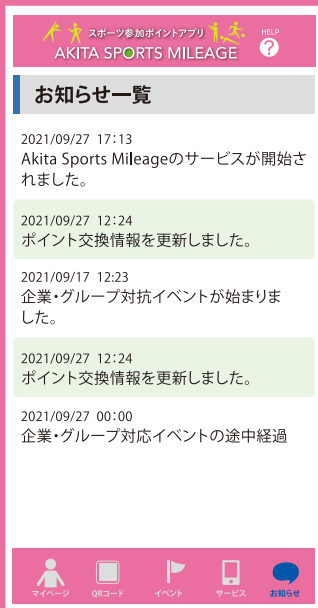 スポーツ参加ポイントアプリ
HELP
AKITA SPORTS MILEAGE
?
お知らせ一覧
2021/09/27 17:13
Akita Sports Mileageのサービスが開始さ
れました。
2021/09/27 12:24
ポイント交換情報を更新しました。
2021/09/17 12:23
企業・グループ対抗イベントが始まりま
した。
2021/09/27 12:24
ポイント交換情報を更新しました。
2021/09/27 00:00
企業・グループ対応イベントの途中経過
マイページ QRコード イベント サービス お知らせ